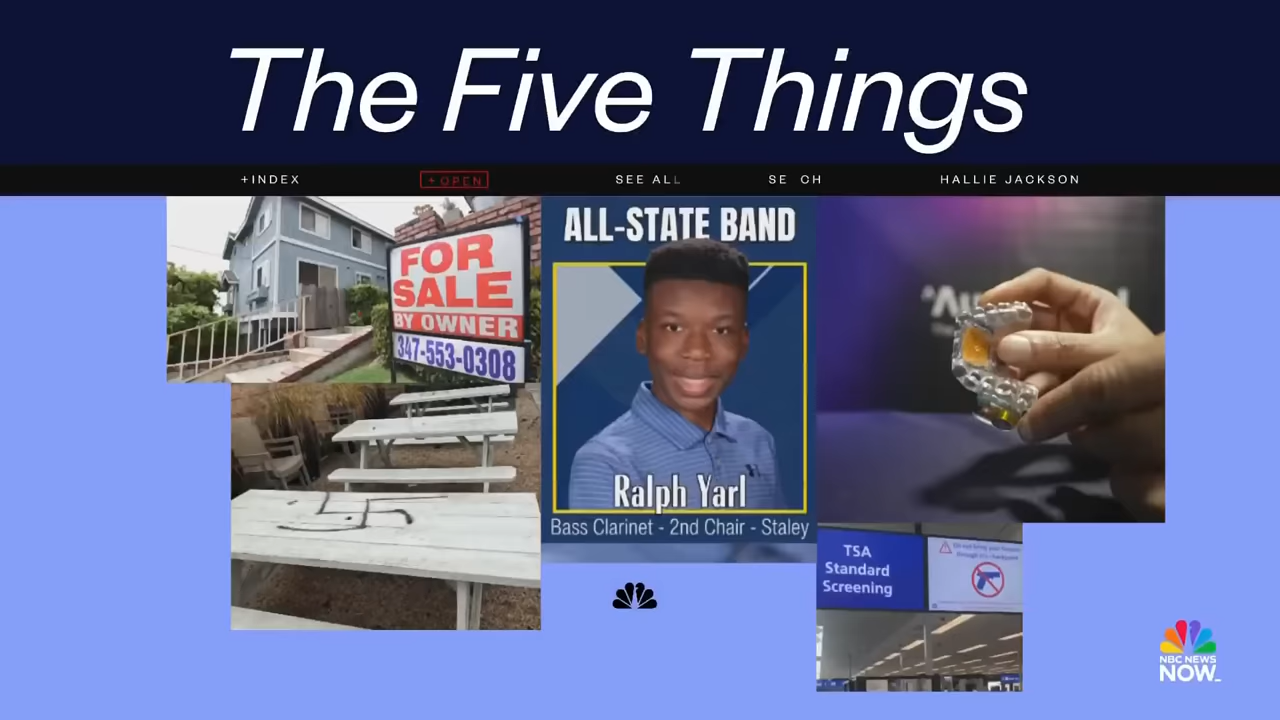 The Five Things
+INDEX
+OPEN
SEE ALL
SE CH
HALLIE JACKSON
FOR
SALE
BY OWNER
347-553-0308
ALL-STATE BAND
Ralph Yarl
Bass Clarinet - 2nd Chair - Staley
TSA
Standard
Screening
NBC NEWS
NOW